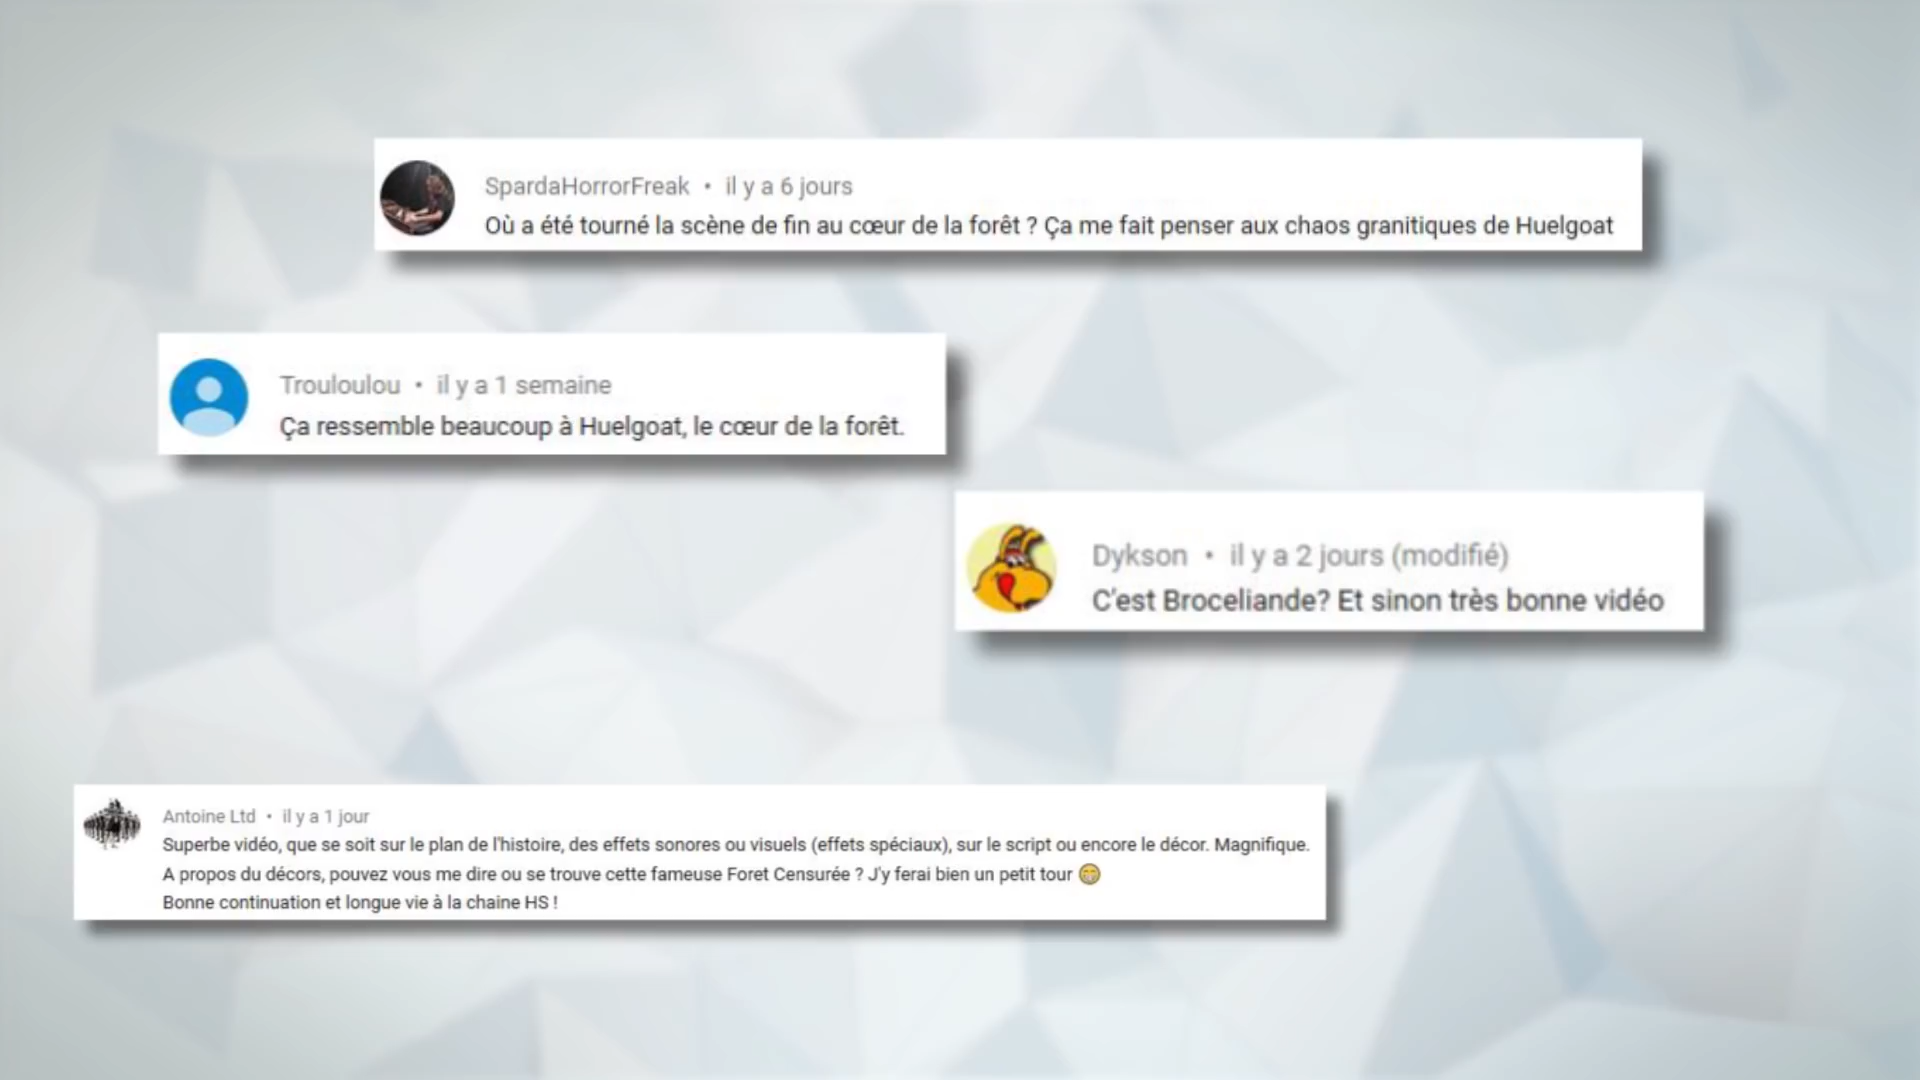 SpardaHorrorFreak • il y a 6 jours
Où a été tourné la scène de fin au cœur de la forêt ? Ça me fait penser aux chaos granitiques de Huelgoat
Trouloulou • il y a 1 semaine
Ça ressemble beaucoup à Huelgoat, le cœur de la forêt.
Dykson • il y a 2 jours (modifié)
C'est Broceliande? Et sinon très bonne vidéo
Antoine Ltd • il y a 1 jour
Superbe vidéo, que se soit sur le plan de l'histoire, des effets sonores ou visuels (effets spéciaux), sur le script ou encore le décor. Magnifique.
A propos du décors, pouvez vous me dire ou se trouve cette fameuse Foret Censurée ? J'y ferai bien un petit tour 😁
Bonne continuation et longue vie à la chaine HS !